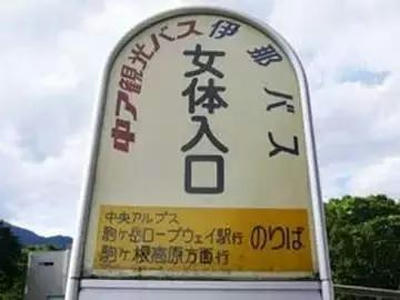 中ア観光バス 伊那バス
女体入口
中央アルプス
駒ヶ岳ロープウェイ駅行
駒ヶ根高原方面行
のりば